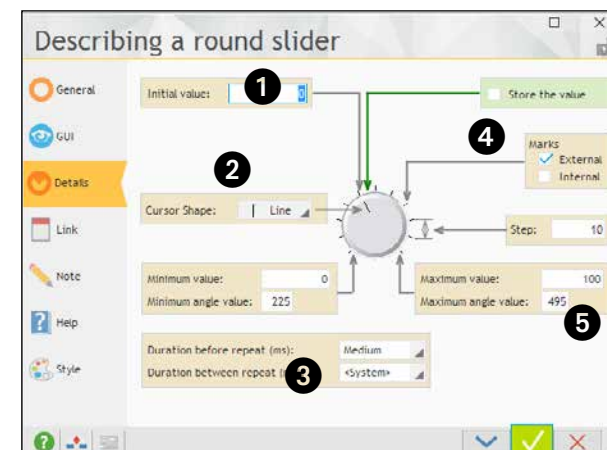 Describing a round slider
General
GUI
Details
Link
Note
Help
Style
Initial value: 0
1
Store the value
4
Marks
External
Internal
2
Cursor Shape: Line
Step: 10
Minimum value: 0
Minimum angle value: 225
Maximum value: 100
Maximum angle value: 495
5
Duration before repeat (ms): Medium
Duration between repeat <System>
3